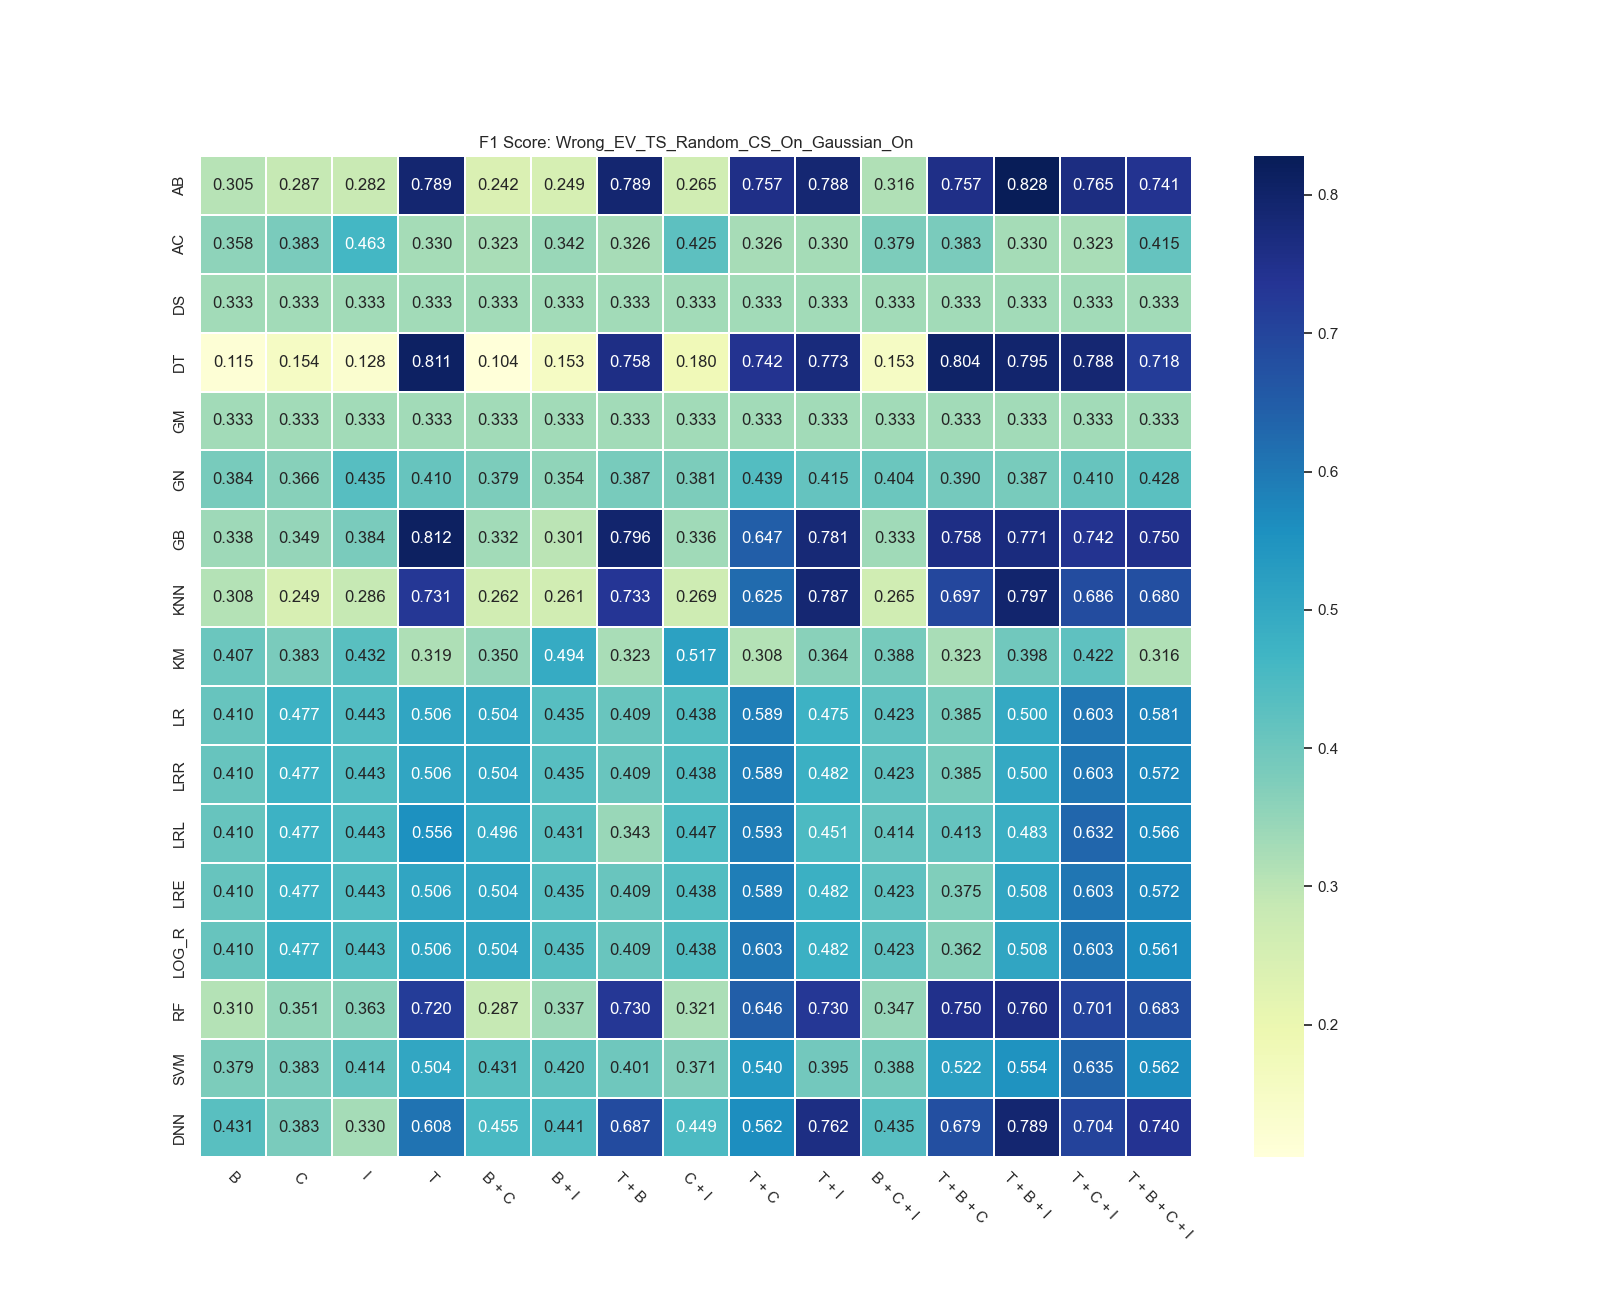 F1 Score: Wrong_EV_TS_Random_CS_On_Gaussian_On
AB 0.305 0.287 0.282 0.789 0.242 0.249 0.789 0.265 0.757 0.788 0.316 0.757 0.828 0.765 0.741
AC 0.358 0.383 0.463 0.330 0.323 0.342 0.326 0.425 0.326 0.330 0.379 0.383 0.330 0.323 0.415
DS 0.333 0.333 0.333 0.333 0.333 0.333 0.333 0.333 0.333 0.333 0.333 0.333 0.333 0.333 0.333
DT 0.115 0.154 0.128 0.811 0.104 0.153 0.758 0.180 0.742 0.773 0.153 0.804 0.795 0.788 0.718
GM 0.333 0.333 0.333 0.333 0.333 0.333 0.333 0.333 0.333 0.333 0.333 0.333 0.333 0.333 0.333
GN 0.384 0.366 0.435 0.410 0.379 0.354 0.387 0.381 0.439 0.415 0.404 0.390 0.387 0.410 0.428
GB 0.338 0.349 0.384 0.812 0.332 0.301 0.796 0.336 0.647 0.781 0.333 0.758 0.771 0.742 0.750
KNN 0.308 0.249 0.286 0.731 0.262 0.261 0.733 0.269 0.625 0.787 0.265 0.697 0.797 0.686 0.680
KM 0.407 0.383 0.432 0.319 0.350 0.494 0.323 0.517 0.308 0.364 0.388 0.323 0.398 0.422 0.316
LR 0.410 0.477 0.443 0.506 0.504 0.435 0.409 0.438 0.589 0.475 0.423 0.385 0.500 0.603 0.581
LRR 0.410 0.477 0.443 0.506 0.504 0.435 0.409 0.438 0.589 0.482 0.423 0.385 0.500 0.603 0.572
LRL 0.410 0.477 0.443 0.556 0.496 0.431 0.343 0.447 0.593 0.451 0.414 0.413 0.483 0.632 0.566
LRE 0.410 0.477 0.443 0.506 0.504 0.435 0.409 0.438 0.589 0.482 0.423 0.375 0.508 0.603 0.572
LOG_R 0.410 0.477 0.443 0.506 0.504 0.435 0.409 0.438 0.603 0.482 0.423 0.362 0.508 0.603 0.561
RF 0.310 0.351 0.363 0.720 0.287 0.337 0.730 0.321 0.646 0.730 0.347 0.750 0.760 0.701 0.683
SVM 0.379 0.383 0.414 0.504 0.431 0.420 0.401 0.371 0.540 0.395 0.388 0.522 0.554 0.635 0.562
DNN 0.431 0.383 0.330 0.608 0.455 0.441 0.687 0.449 0.562 0.762 0.435 0.679 0.789 0.704 0.740
B C I T B + C B + I T + B C + I T + C T + I B + C + I T + B + C T + B + I T + C + I T + B + C + I
0.8
0.7
0.6
0.5
0.4
0.3
0.2